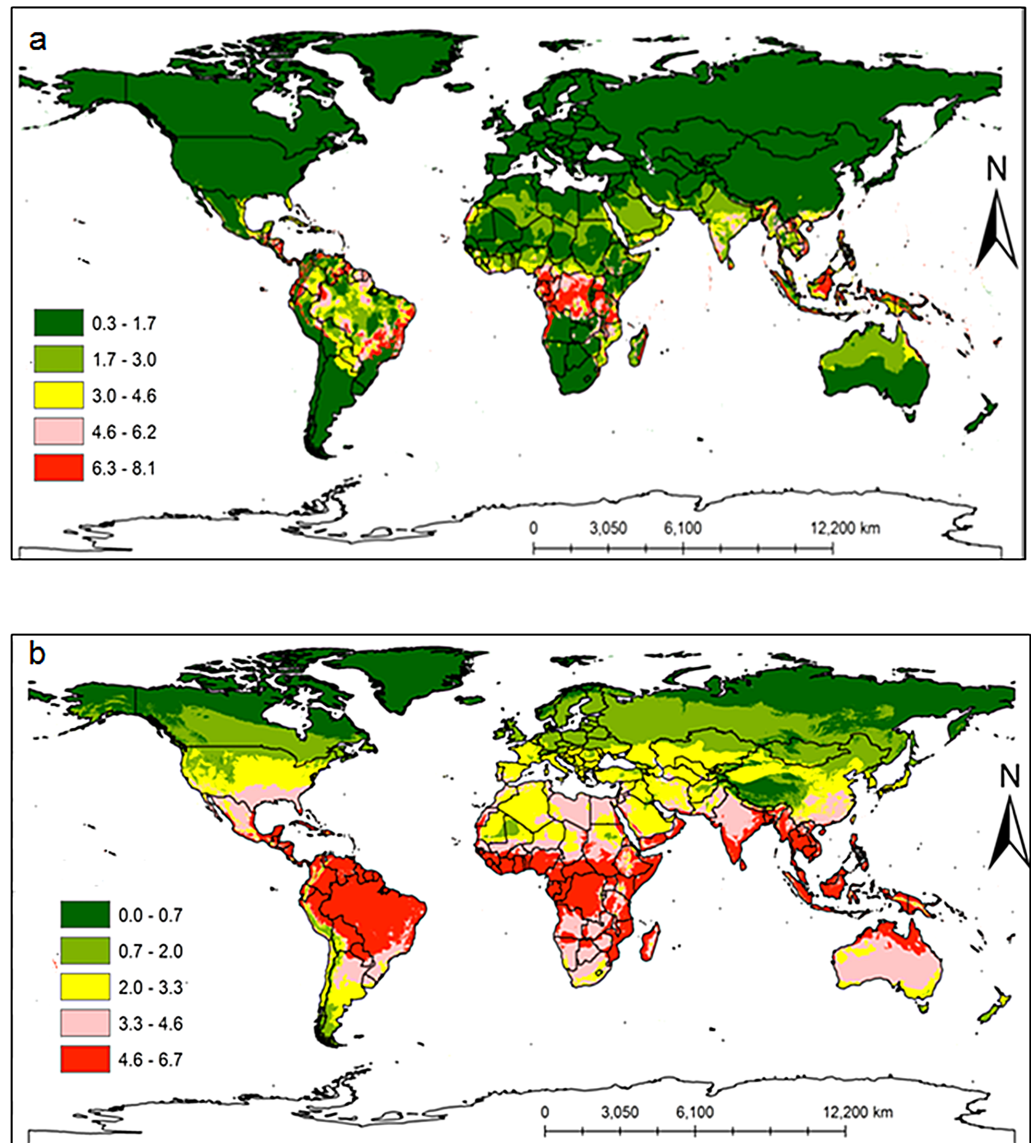 a
N
0.3 - 1.7
1.7 - 3.0
3.0 - 4.6
4.6 - 6.2
6.3 - 8.1
0 3,050 6,100 12,200 km
b
N
0.0 - 0.7
0.7 - 2.0
2.0 - 3.3
3.3 - 4.6
4.6 - 6.7
0 3,050 6,100 12,200 km